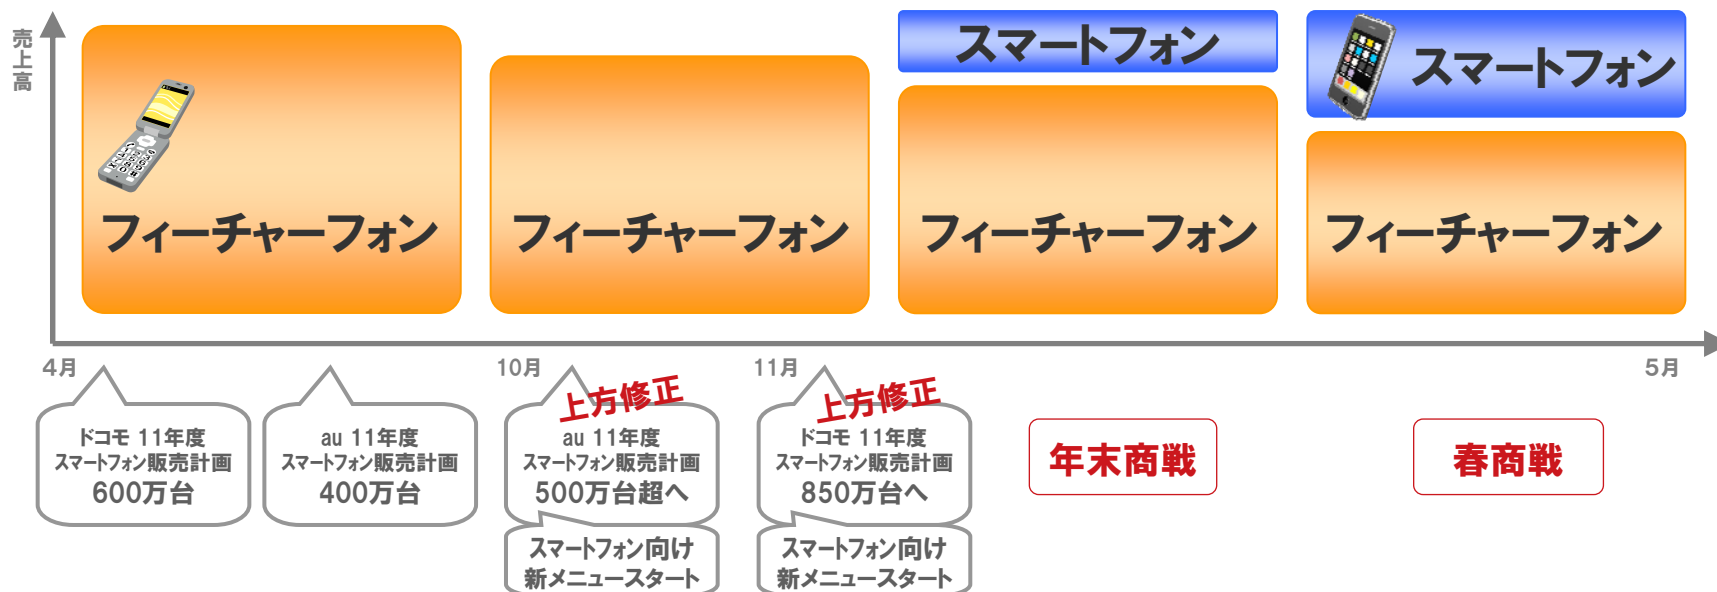 売上高
フィーチャーフォン
フィーチャーフォン
スマートフォン
フィーチャーフォン
スマートフォン
フィーチャーフォン
4月
10月
11月
5月
ドコモ 11年度
スマートフォン販売計画
600万台
au 11年度
スマートフォン販売計画
400万台
上方修正
au 11年度
スマートフォン販売計画
500万台超へ
スマートフォン向け
新メニュースタート
上方修正
ドコモ 11年度
スマートフォン販売計画
850万台へ
スマートフォン向け
新メニュースタート
年末商戦
春商戦